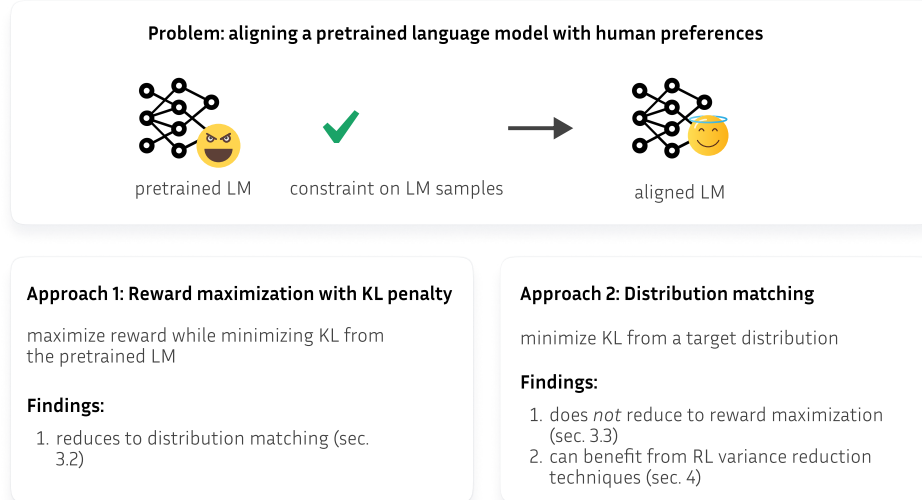 Problem: aligning a pretrained language model with human preferences
pretrained LM
constraint on LM samples
aligned LM
Approach 1: Reward maximization with KL penalty
maximize reward while minimizing KL from
the pretrained LM
Findings:
1. reduces to distribution matching (sec.
3.2)
Approach 2: Distribution matching
minimize KL from a target distribution
Findings:
1. does not reduce to reward maximization
(sec. 3.3)
2. can benefit from RL variance reduction
techniques (sec. 4)